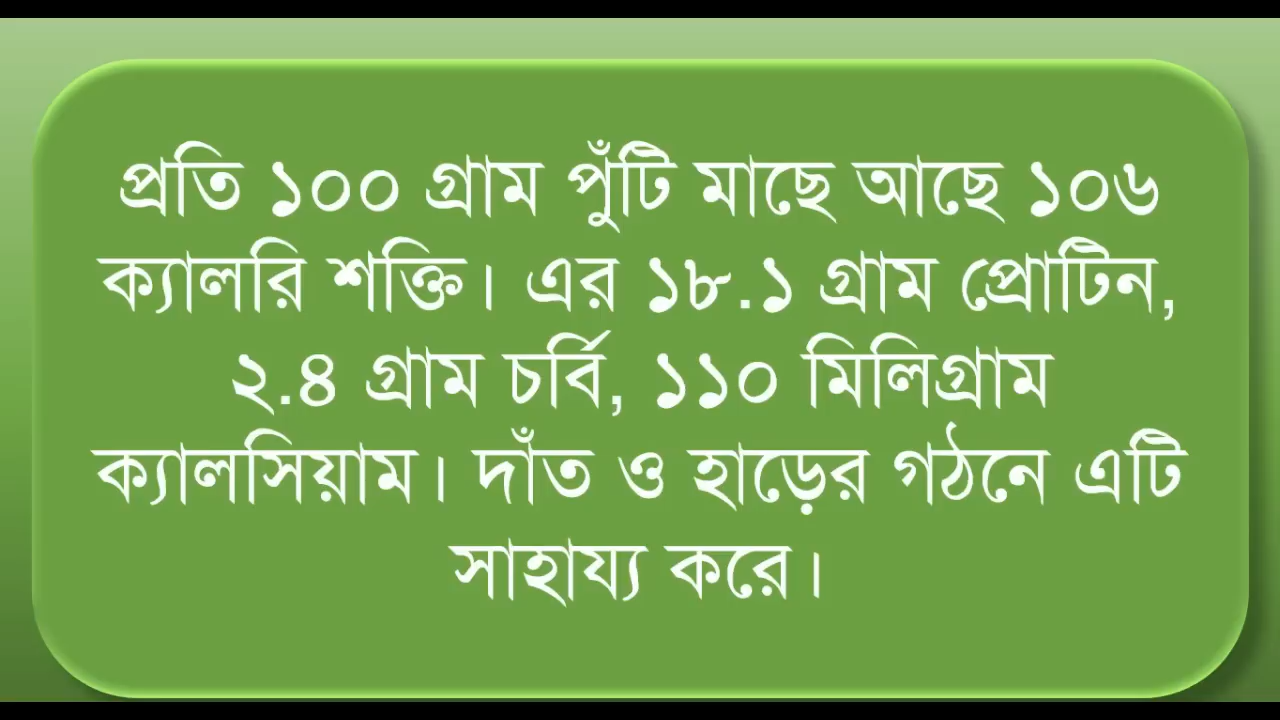 প্রতি ১০০ গ্রাম পুঁটি মাছে আছে ১০৬
ক্যালরি শক্তি। এর ১৮.১ গ্রাম প্রোটিন,
২.৪ গ্রাম চর্বি, ১১০ মিলিগ্রাম
ক্যালসিয়াম। দাঁত ও হাড়ের গঠনে এটি
সাহায্য করে।